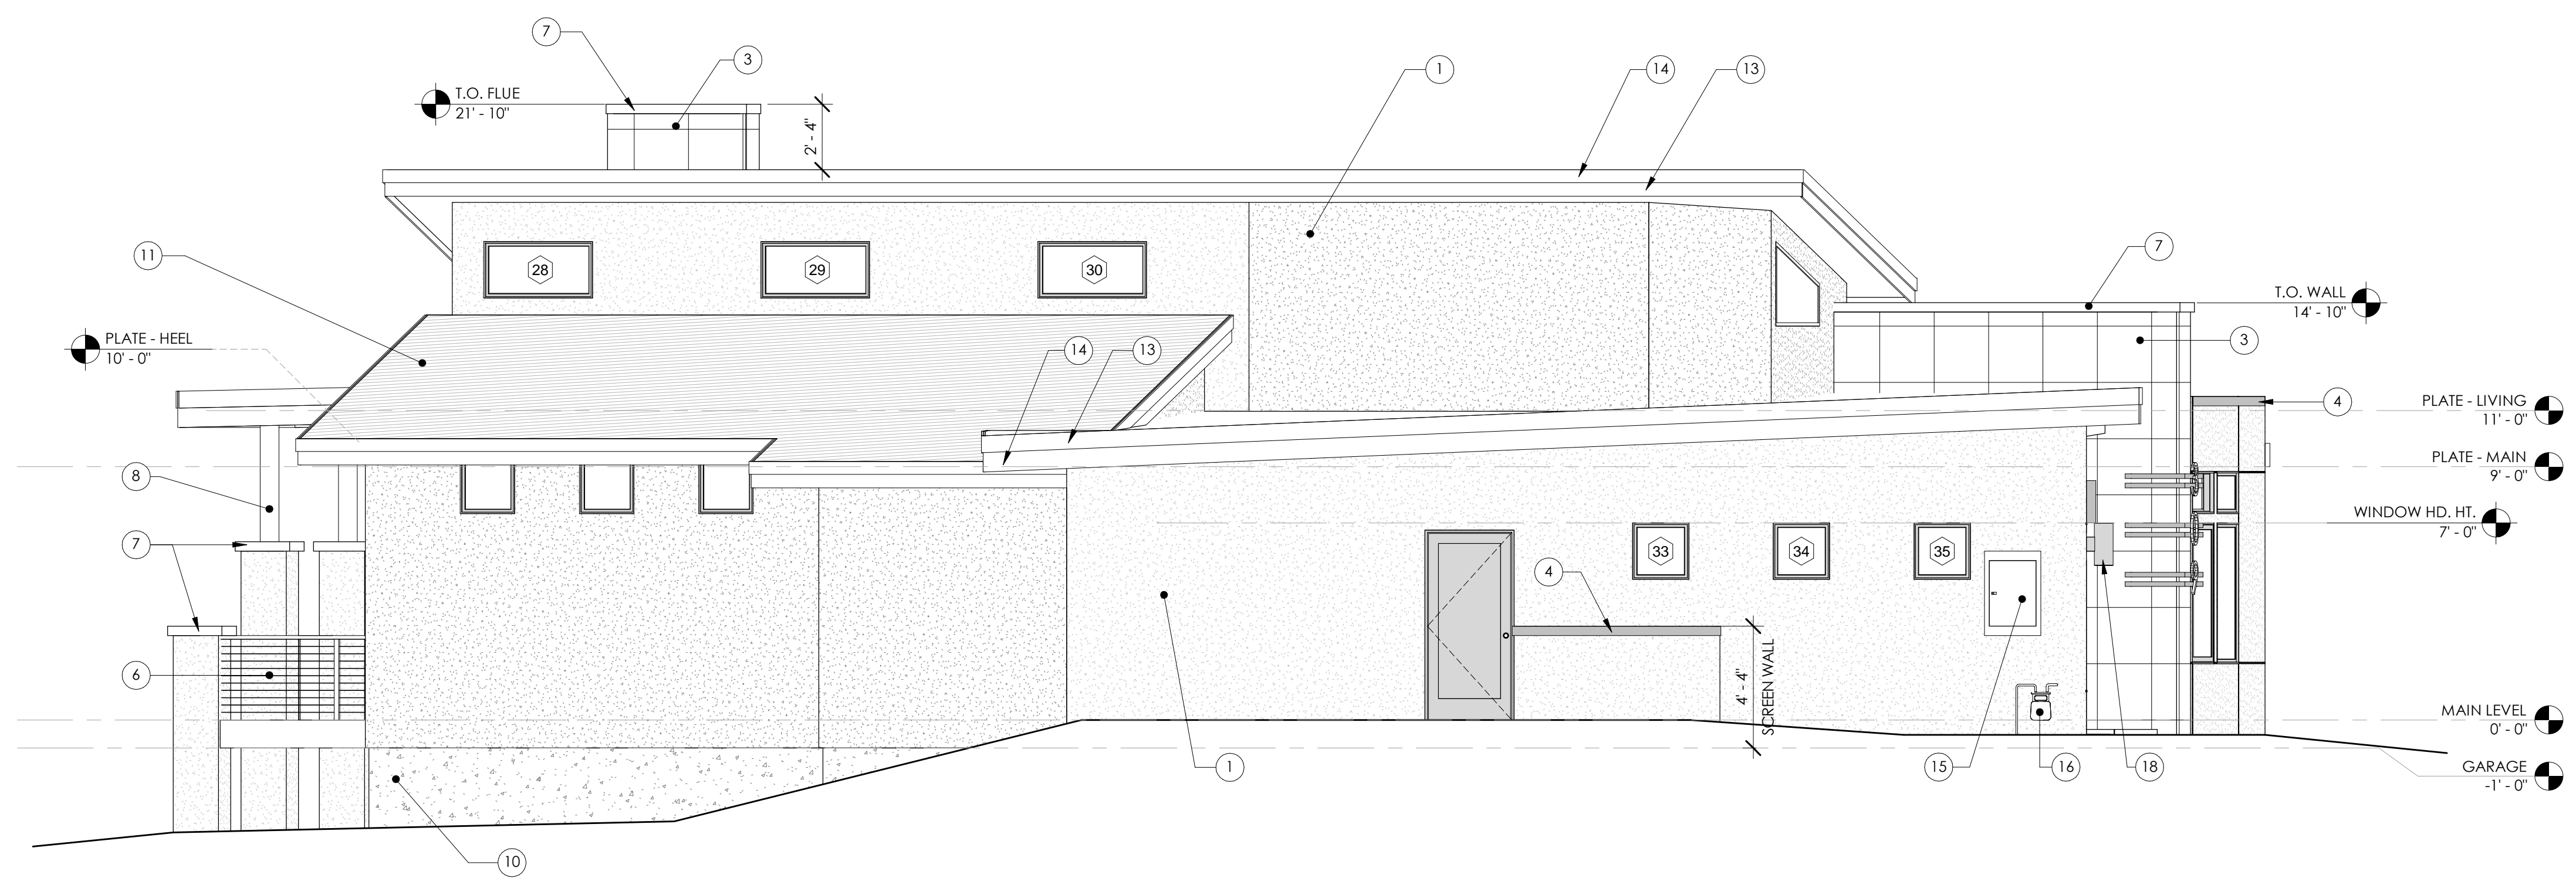 7
3
1
14
13
T.O. FLUE
21' - 10"
2' - 4"
11
28
29
30
7
T.O. WALL
14' - 10"
PLATE - HEEL
10' - 0"
14
13
3
4
PLATE - LIVING
11' - 0"
8
PLATE - MAIN
9' - 0"
WINDOW HD. HT.
7' - 0"
7
33
34
35
4
6
4' - 4"
SCREEN WALL
MAIN LEVEL
0' - 0"
1
15
16
18
GARAGE
-1' - 0"
10